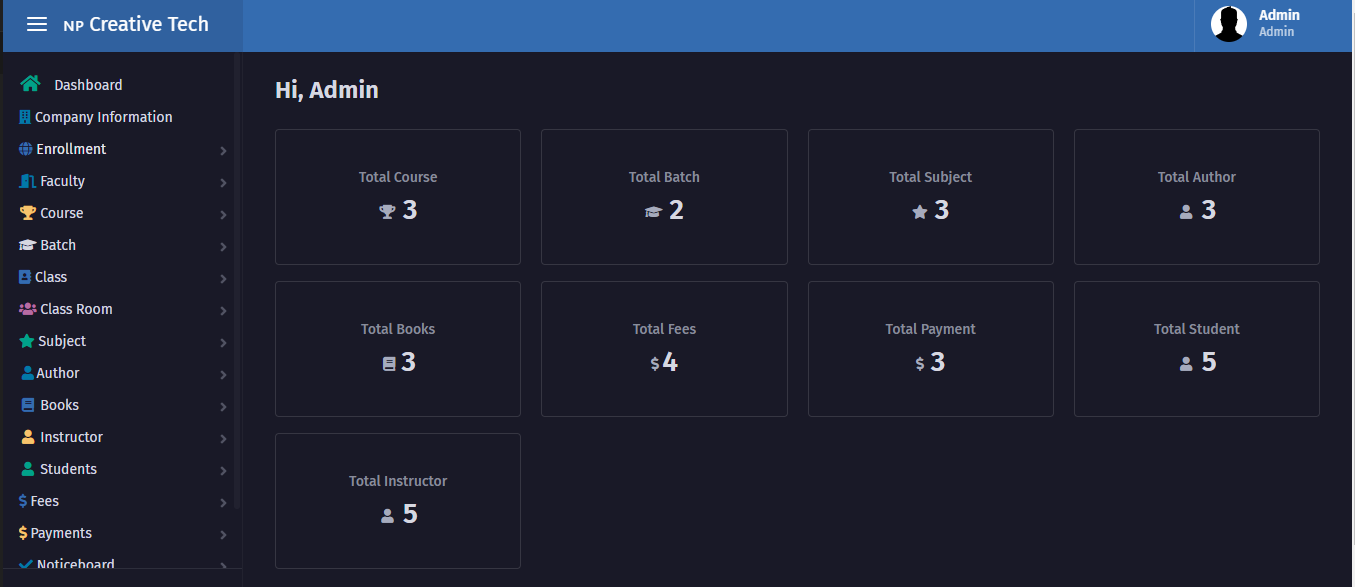 NP Creative Tech
Admin
Admin
Dashboard
Company Information
Enrollment
Faculty
Course
Batch
Class
Class Room
Subject
Author
Books
Instructor
Students
$ Fees
$ Payments
Noticeboard
Hi, Admin
Total Course
3
Total Batch
2
Total Subject
3
Total Author
3
Total Books
3
Total Fees
$ 4
Total Payment
$ 3
Total Student
5
Total Instructor
5